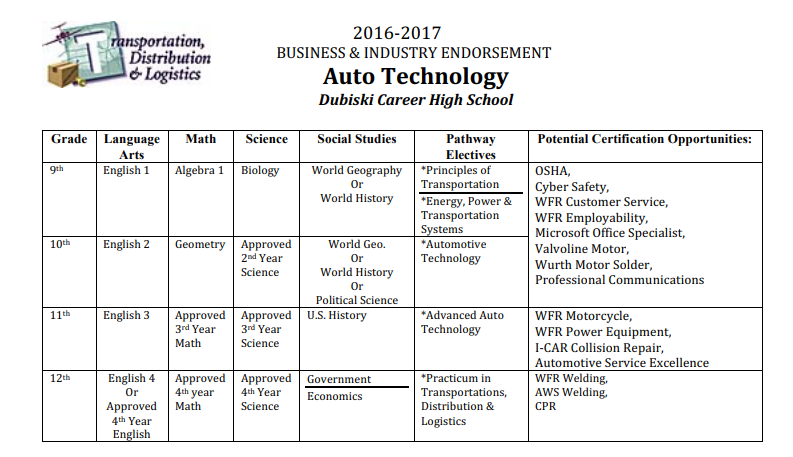 Transportation,
Distribution
& Logistics
2016-2017
BUSINESS & INDUSTRY ENDORSEMENT
Auto Technology
Dubiski Career High School
Grade
Language
Arts
Math
Science
Social Studies
Pathway
Electives
Potential Certification Opportunities:
9th
English 1
Algebra 1
Biology
World Geography
Or
World History
*Principles of
Transportation
*Energy, Power &
Transportation
Systems
OSHA,
Cyber Safety,
WFR Customer Service,
WFR Employability,
Microsoft Office Specialist,
Valvoline Motor,
Wurth Motor Solder,
Professional Communications
10th
English 2
Geometry
Approved
2nd Year
Science
World Geo.
Or
World History
Or
Political Science
*Automotive
Technology
11th
English 3
Approved
3rd Year
Math
Approved
3rd Year
Science
U.S. History
*Advanced Auto
Technology
WFR Motorcycle,
WFR Power Equipment,
I-CAR Collision Repair,
Automotive Service Excellence
12th
English 4
Or
Approved
4th Year
English
Approved
4th year
Math
Approved
4th Year
Science
Government
Economics
*Practicum in
Transportations,
Distribution &
Logistics
WFR Welding,
AWS Welding,
CPR